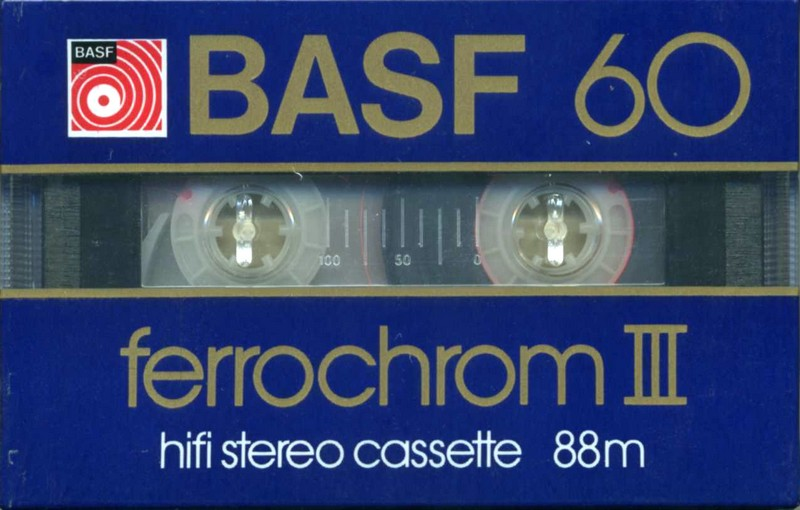 BASF
BASF 60
100 50 0
ferrochrom III
hifi stereo cassette 88m